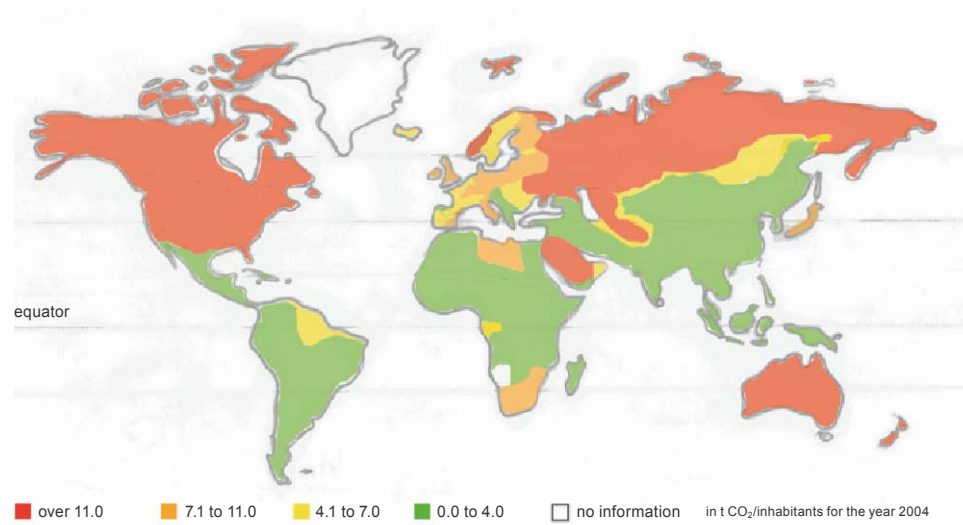 equator
over 11.0
7.1 to 11.0
4.1 to 7.0
0.0 to 4.0
no information
in t CO₂/inhabitants for the year 2004